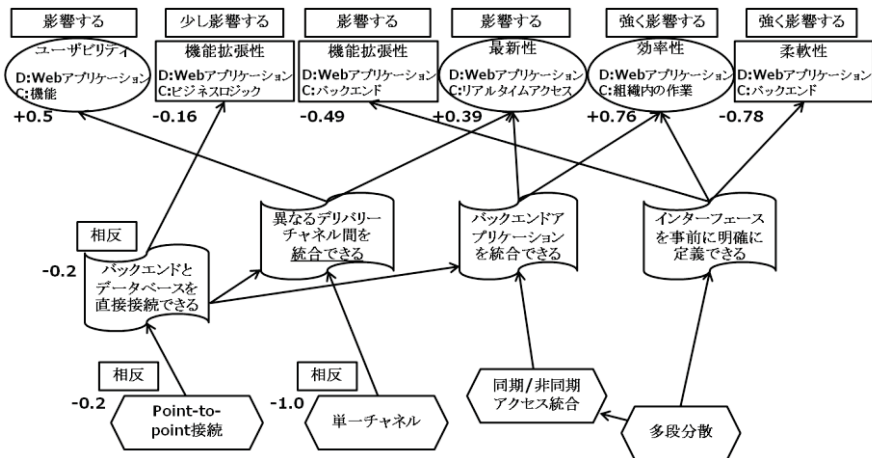 影響する
少し影響する
影響する
影響する
強く影響する
強く影響する
ユーザビリティ
D:Webアプリケーション
C:機能
機能拡張性
D:Webアプリケーション
C:ビジネスロジック
機能拡張性
D:Webアプリケーション
C:バックエンド
最新性
D:Webアプリケーション
C:リアルタイムアクセス
効率性
D:Webアプリケーション
C:組織内の作業
柔軟性
D:Webアプリケーション
C:バックエンド
+0.5
-0.16
-0.49
+0.39
+0.76
-0.78
相反
-0.2
バックエンドと
データベースを
直接接続できる
異なるデリバリー
チャネル間を
統合できる
バックエンドア
プリケーション
を統合できる
インターフェース
を事前に明確に
定義できる
相反
-0.2
Point-to-
point接続
相反
-1.0
単一チャネル
同期/非同期
アクセス統合
多段分散